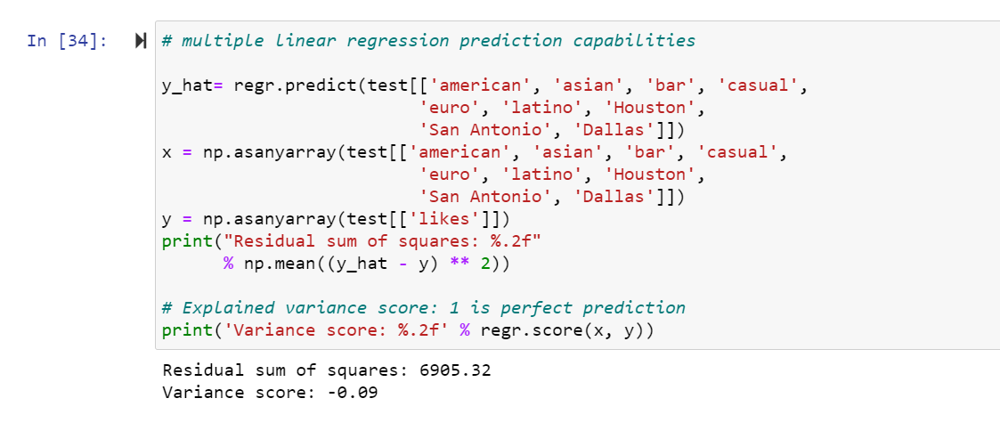 In [34]: # multiple linear regression prediction capabilities
y_hat= regr.predict(test[['american', 'asian', 'bar', 'casual',
'euro', 'latino', 'Houston',
'San Antonio', 'Dallas']])
x = np.asanyarray(test[['american', 'asian', 'bar', 'casual',
'euro', 'latino', 'Houston',
'San Antonio', 'Dallas']])
y = np.asanyarray(test[['likes']])
print("Residual sum of squares: %.2f"
% np.mean((y_hat - y) ** 2))
# Explained variance score: 1 is perfect prediction
print('Variance score: %.2f' % regr.score(x, y))
Residual sum of squares: 6905.32
Variance score: -0.09